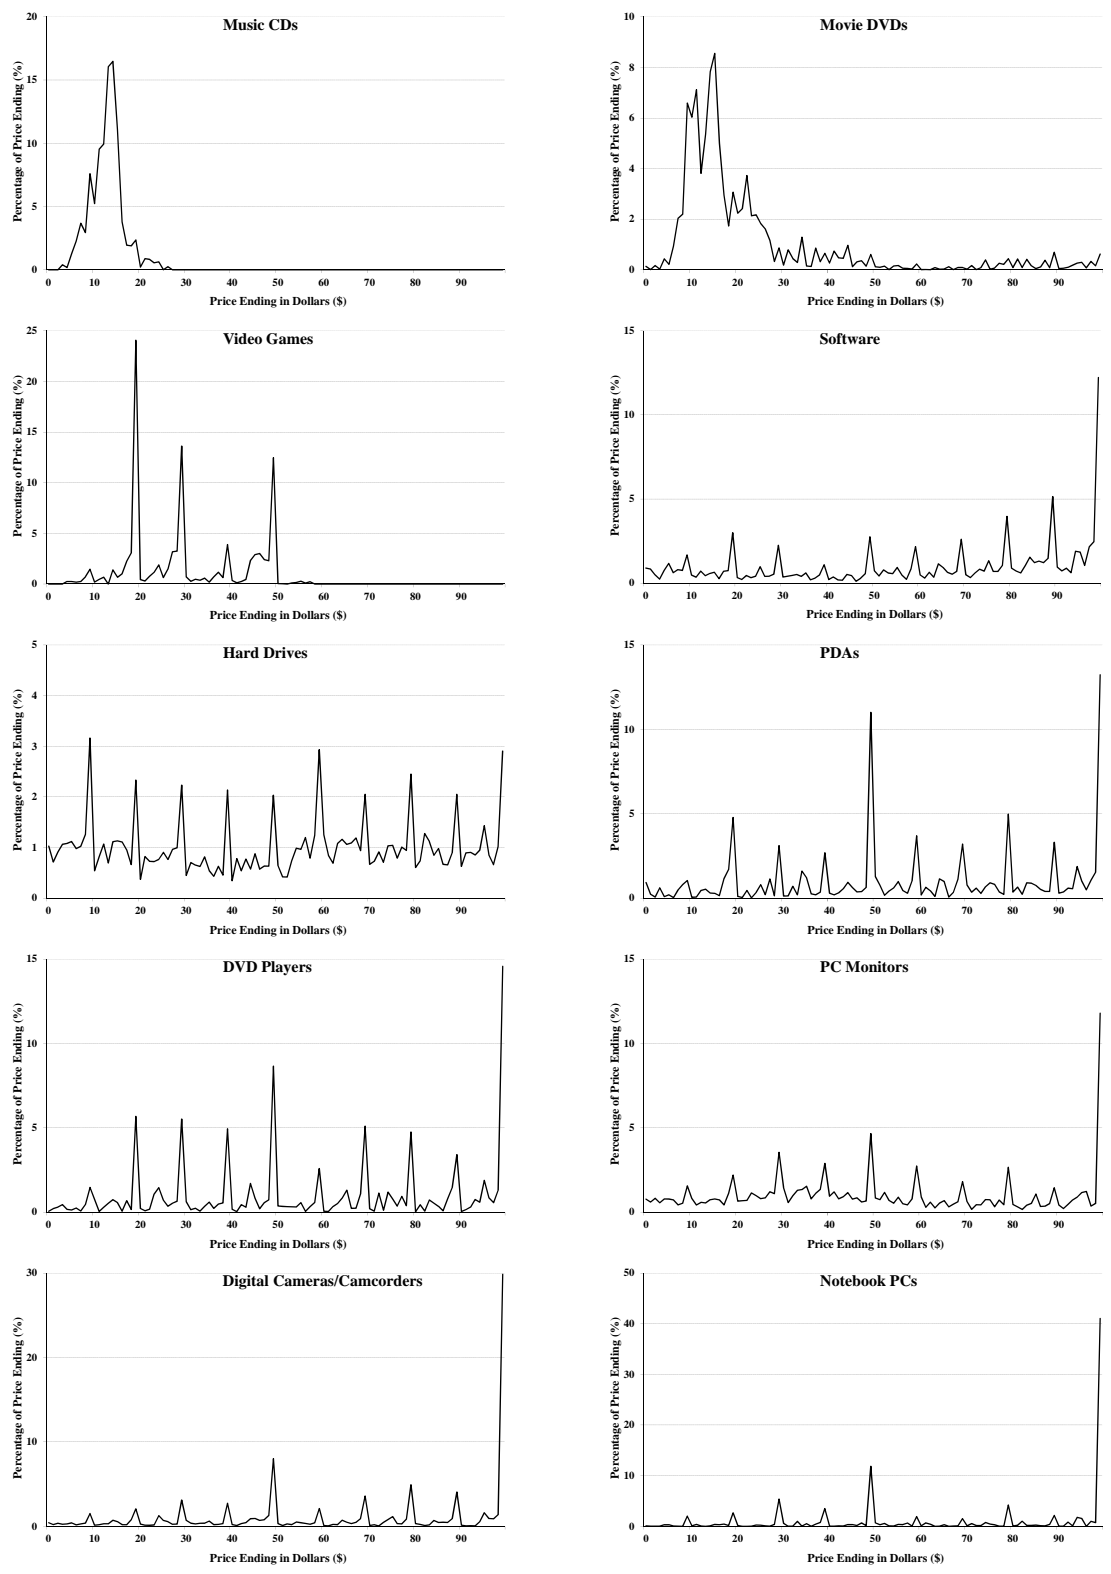 Music CDs
Percentage of Price Ending (%)
20
15
10
5
0
0 10 20 30 40 50 60 70 80 90
Price Ending in Dollars ($)
Movie DVDs
Percentage of Price Ending (%)
10
8
6
4
2
0
0 10 20 30 40 50 60 70 80 90
Price Ending in Dollars ($)
Video Games
Percentage of Price Ending (%)
25
20
15
10
5
0
0 10 20 30 40 50 60 70 80 90
Price Ending in Dollars ($)
Software
Percentage of Price Ending (%)
15
10
5
0
0 10 20 30 40 50 60 70 80 90
Price Ending in Dollars ($)
Hard Drives
Percentage of Price Ending (%)
5
4
3
2
1
0
0 10 20 30 40 50 60 70 80 90
Price Ending in Dollars ($)
PDAs
Percentage of Price Ending (%)
15
10
5
0
0 10 20 30 40 50 60 70 80 90
Price Ending in Dollars ($)
DVD Players
Percentage of Price Ending (%)
15
10
5
0
0 10 20 30 40 50 60 70 80 90
Price Ending in Dollars ($)
PC Monitors
Percentage of Price Ending (%)
15
10
5
0
0 10 20 30 40 50 60 70 80 90
Price Ending in Dollars ($)
Digital Cameras/Camcorders
Percentage of Price Ending (%)
30
20
10
0
0 10 20 30 40 50 60 70 80 90
Price Ending in Dollars ($)
Notebook PCs
Percentage of Price Ending (%)
50
40
30
20
10
0
0 10 20 30 40 50 60 70 80 90
Price Ending in Dollars ($)